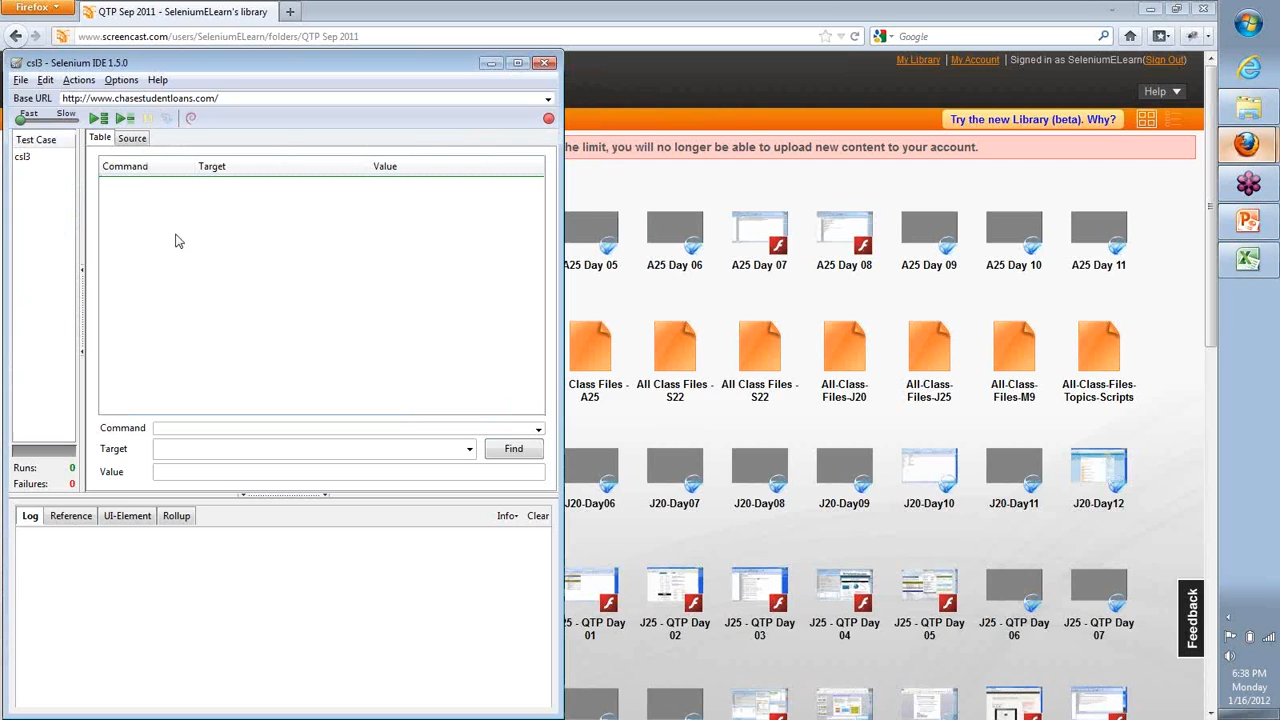 Firefox
QTP Sep 2011 - SeleniumELearn's library
www.screencast.com/users/SeleniumELearn/folders/QTP Sep 2011
Google
My Library
My Account
Signed in as SeleniumELearn(Sign Out)
Help
Try the new Library (beta). Why?
he limit, you will no longer be able to upload new content to your account.
csl3 - Selenium IDE 1.5.0
File Edit Actions Options Help
Base URL http://www.chasestudentloans.com/
Fast Slow
Test Case
csl3
Table Source
Command Target Value
Command
Target
Find
Value
Runs: 0
Failures: 0
Log Reference UI-Element Rollup
Info Clear
A25 Day 05
A25 Day 06
A25 Day 07
A25 Day 08
A25 Day 09
A25 Day 10
A25 Day 11
Class Files -
A25
All Class Files -
S22
All Class Files -
S22
All-Class-
Files-J20
All-Class-
Files-J25
All-Class-
Files-M9
All-Class-Files-
Topics-Scripts
J20-Day06
J20-Day07
J20-Day08
J20-Day09
J20-Day10
J20-Day11
J20-Day12
25 - QTP Day
01
J25 - QTP Day
02
J25 - QTP Day
03
J25 - QTP Day
04
J25 - QTP Day
05
J25 - QTP Day
06
J25 - QTP Day
07
Feedback
6:38 PM
Monday
1/16/2012